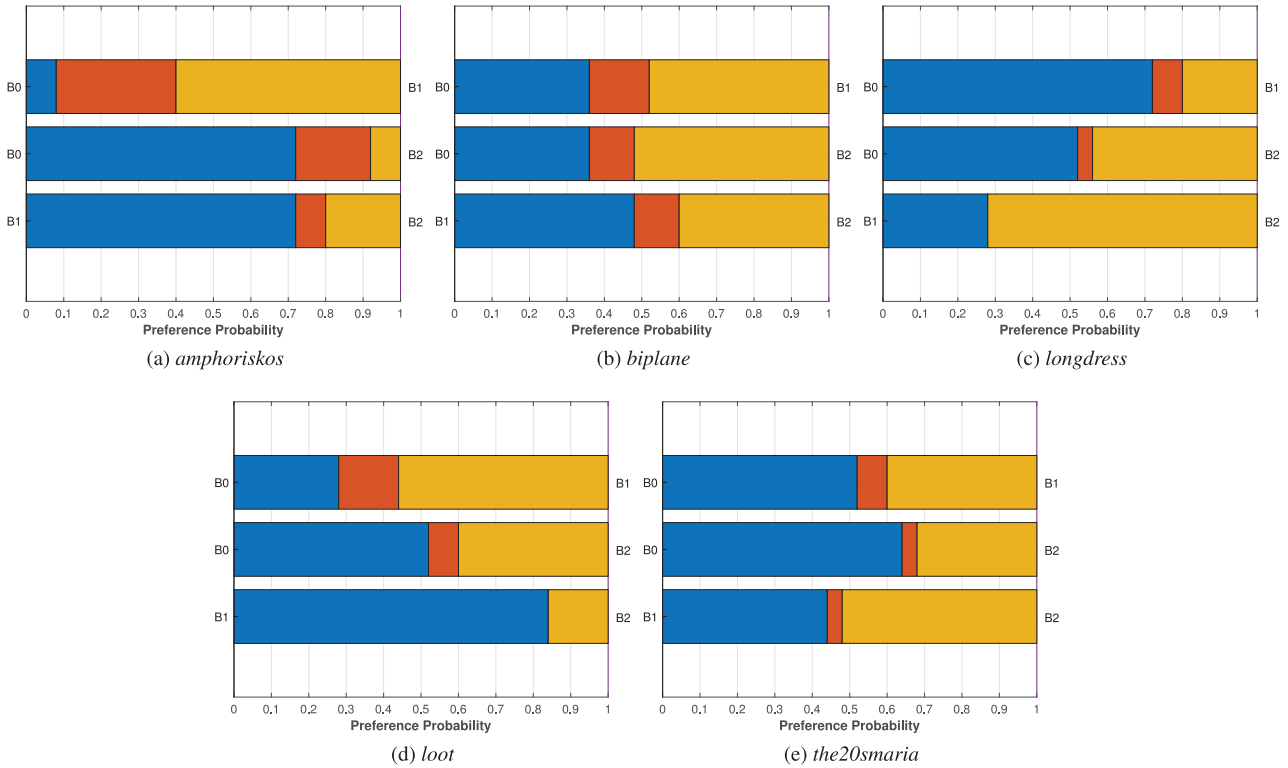 B0 B1
B0 B2
B1 B2
0 0.1 0.2 0.3 0.4 0.5 0.6 0.7 0.8 0.9 1
Preference Probability
(a) amphoriskos
B0 B1
B0 B2
B1 B2
0 0.1 0.2 0.3 0.4 0.5 0.6 0.7 0.8 0.9 1
Preference Probability
(b) biplane
B0 B1
B0 B2
B1 B2
0 0.1 0.2 0.3 0.4 0.5 0.6 0.7 0.8 0.9 1
Preference Probability
(c) longdress
B0 B1
B0 B2
B1 B2
0 0.1 0.2 0.3 0.4 0.5 0.6 0.7 0.8 0.9 1
Preference Probability
(d) loot
B0 B1
B0 B2
B1 B2
0 0.1 0.2 0.3 0.4 0.5 0.6 0.7 0.8 0.9 1
Preference Probability
(e) the20smaria